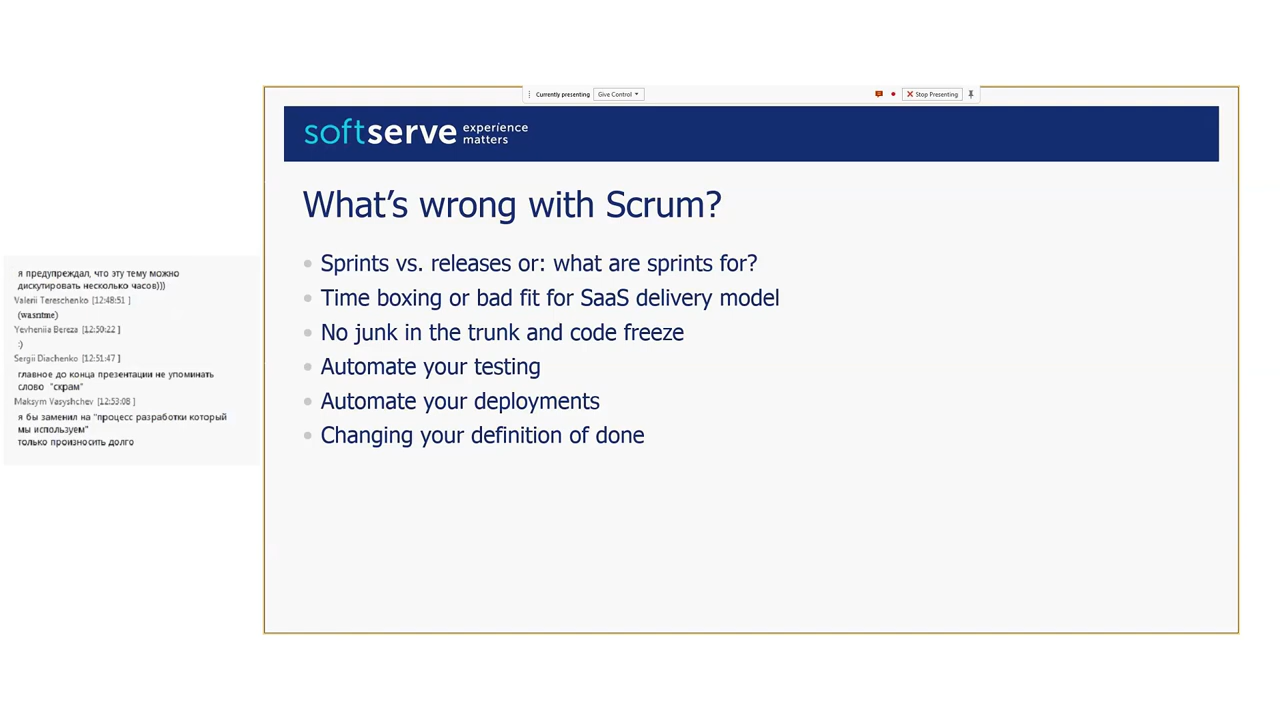 Currently presenting Give Control Stop Presenting
softserve experience matters
What's wrong with Scrum?
Sprints vs. releases or: what are sprints for?
Time boxing or bad fit for SaaS delivery model
No junk in the trunk and code freeze
Automate your testing
Automate your deployments
Changing your definition of done
я предупреждал, что эту тему можно
дискутировать несколько часов)))
Valerii Tereschenko [12:48:51 ]
(wasntme)
Yevheniia Bereza [12:50:22 ]
:)
Sergii Diachenko [12:51:47 ]
главное до конца презентации не упоминать
слово "скрам"
Maksym Vasyshchev [12:53:08 ]
я бы заменил на "процесс разработки который
мы используем"
только произносить долго